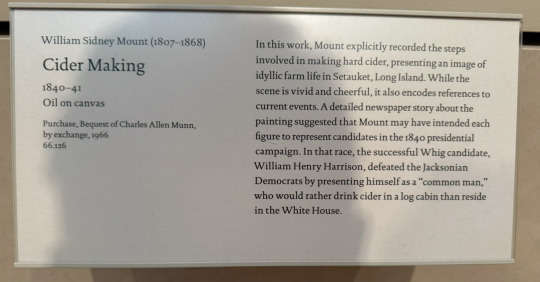 William Sidney Mount (1807–1868)
Cider Making
1840–41
Oil on canvas
Purchase, Bequest of Charles Allen Munn,
by exchange, 1966
66.126
In this work, Mount explicitly recorded the steps
involved in making hard cider, presenting an image of
idyllic farm life in Setauket, Long Island. While the
scene is vivid and cheerful, it also encodes references to
current events. A detailed newspaper story about the
painting suggested that Mount may have intended each
figure to represent candidates in the 1840 presidential
campaign. In that race, the successful Whig candidate,
William Henry Harrison, defeated the Jacksonian
Democrats by presenting himself as a “common man,”
who would rather drink cider in a log cabin than reside
in the White House.